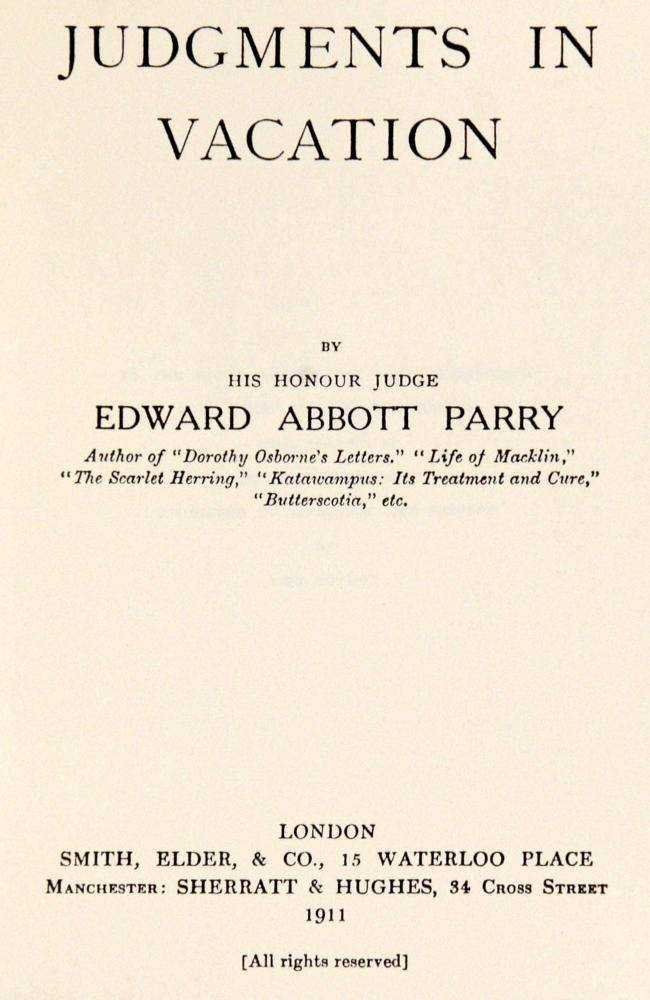 JUDGMENTS IN
VACATION
BY
HIS HONOUR JUDGE
EDWARD ABBOTT PARRY
Author of "Dorothy Osborne's Letters." "Life of Macklin,"
"The Scarlet Herring," "Katawampus: Its Treatment and Cure,"
"Butterscotia," etc.
LONDON
SMITH, ELDER, & CO., 15 WATERLOO PLACE
MANCHESTER: SHERRATT & HUGHES, 34 CROSS STREET
1911
[All rights reserved]